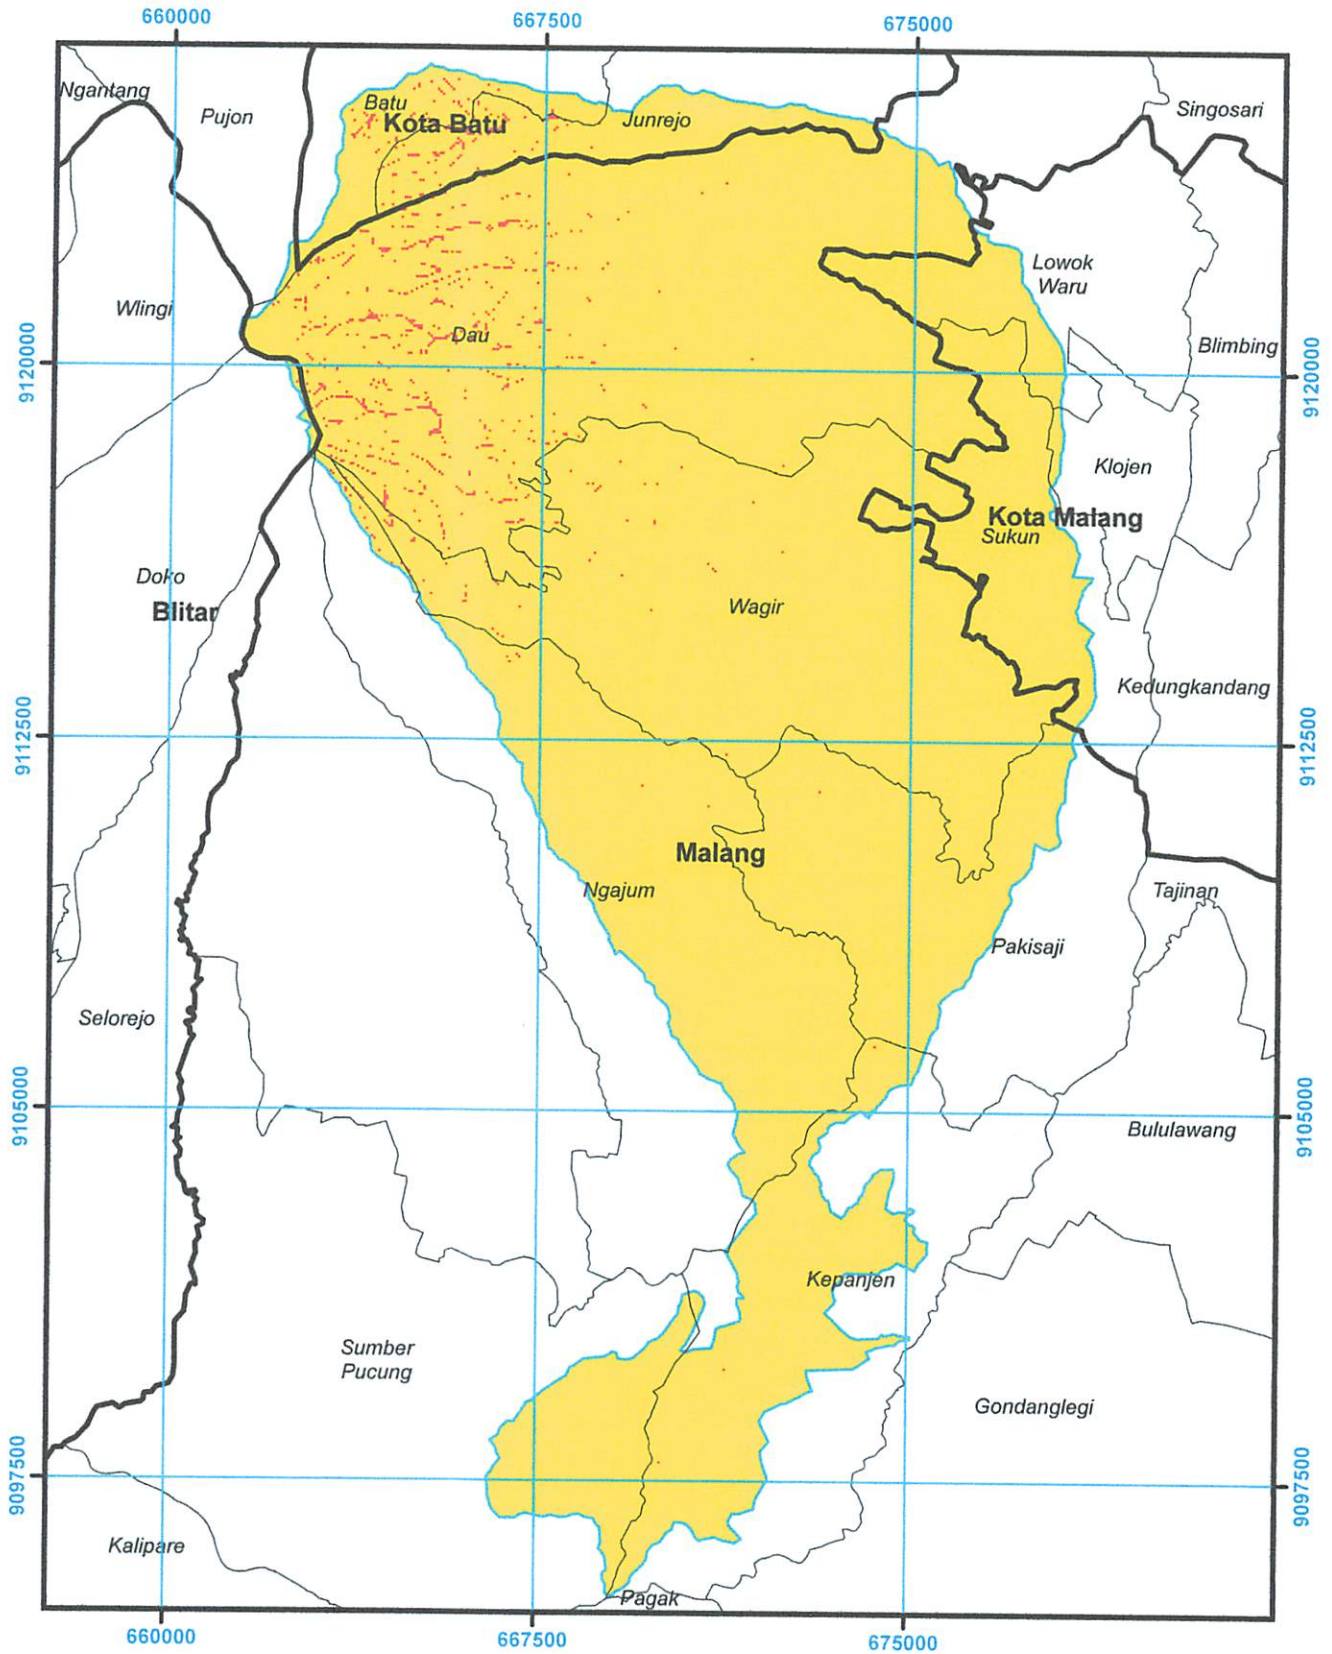 660000
667500
675000
Ngantang
Pujon
Batu
Kota Batu
Junrejo
Singosari
Lowok
Waru
Wlingi
Dau
Blimbing
9120000
9120000
Klojen
Kota Malang
Sukun
Doko
Blitar
Wagir
Kedungkandang
9112500
9112500
Malang
Ngajum
Tajinan
Pakisaji
Selorejo
9105000
9105000
Bululawang
Kepanjen
Sumber
Pucung
Gondanglegi
9097500
9097500
Kalipare
Pagak
660000
667500
675000